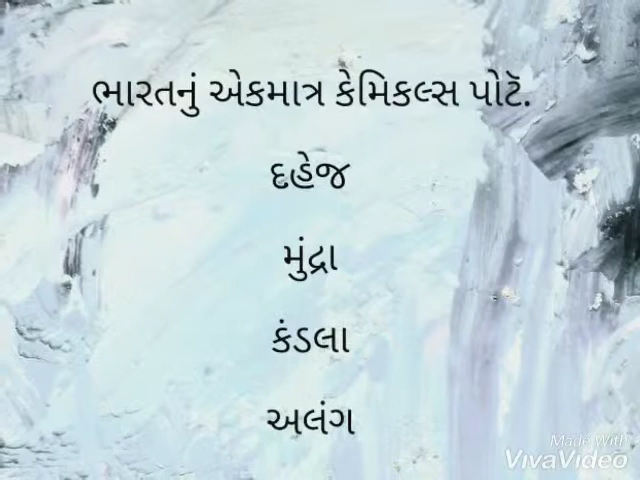 ભારતનું એકમાત્ર કેમિકલ્સ પોટૅ.
દહેજ
મુંદ્રા
કંડલા
અલંગ
Made With
VivaVideo